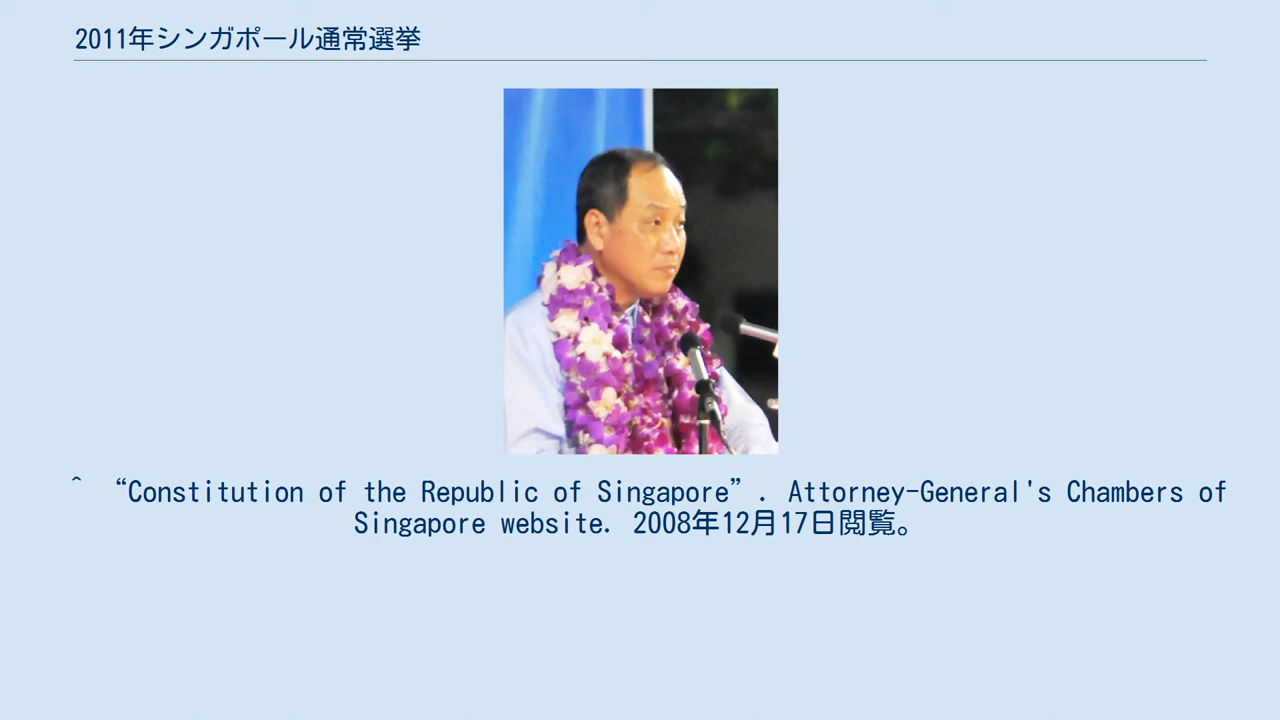 2011年シンガポール通常選挙
^ “Constitution of the Republic of Singapore”. Attorney-General's Chambers of
Singapore website. 2008年12月17日閲覧。